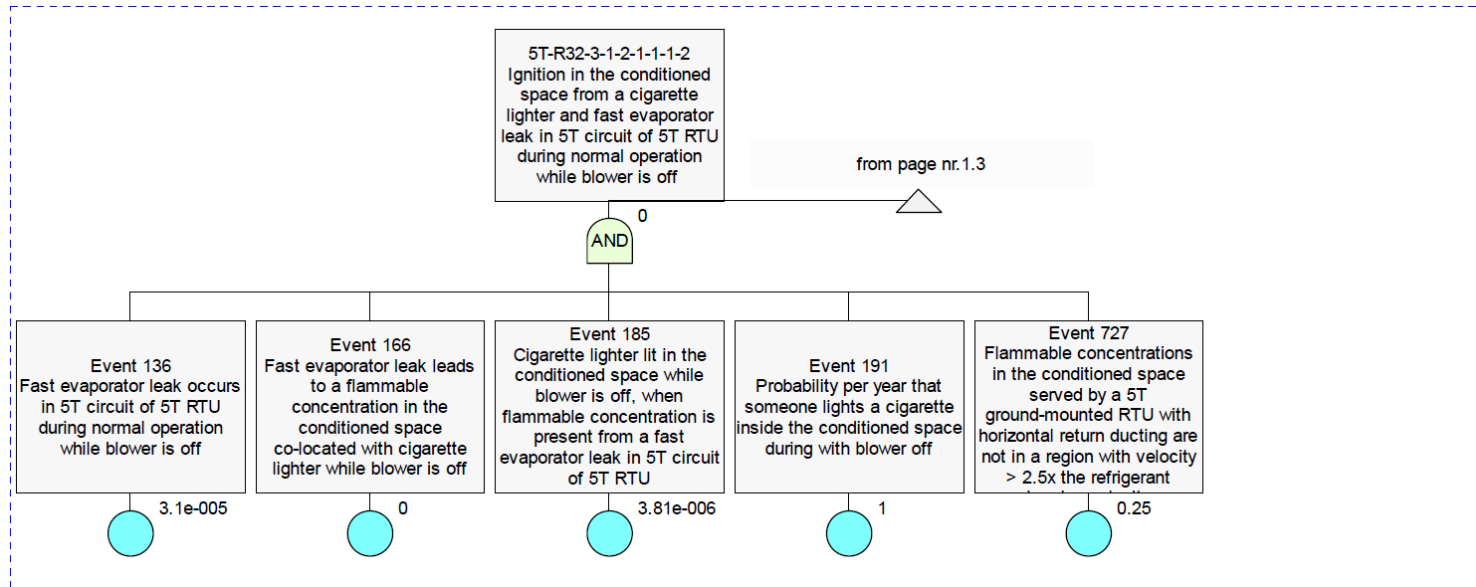 5T-R32-3-1-2-1-1-1-2
Ignition in the conditioned
space from a cigarette
lighter and fast evaporator
leak in 5T circuit of 5T RTU
during normal operation
while blower is off
from page nr.1.3
0
AND
Event 136
Fast evaporator leak occurs
in 5T circuit of 5T RTU
during normal operation
while blower is off
3.1e-005
Event 166
Fast evaporator leak leads
to a flammable
concentration in the
conditioned space
co-located with cigarette
lighter while blower is off
0
Event 185
Cigarette lighter lit in the
conditioned space while
blower is off, when
flammable concentration is
present from a fast
evaporator leak in 5T circuit
of 5T RTU
3.81e-006
Event 191
Probability per year that
someone lights a cigarette
inside the conditioned space
during with blower off
1
Event 727
Flammable concentrations
in the conditioned space
served by a 5T
ground-mounted RTU with
horizontal return ducting are
not in a region with velocity
> 2.5x the refrigerant
0.25